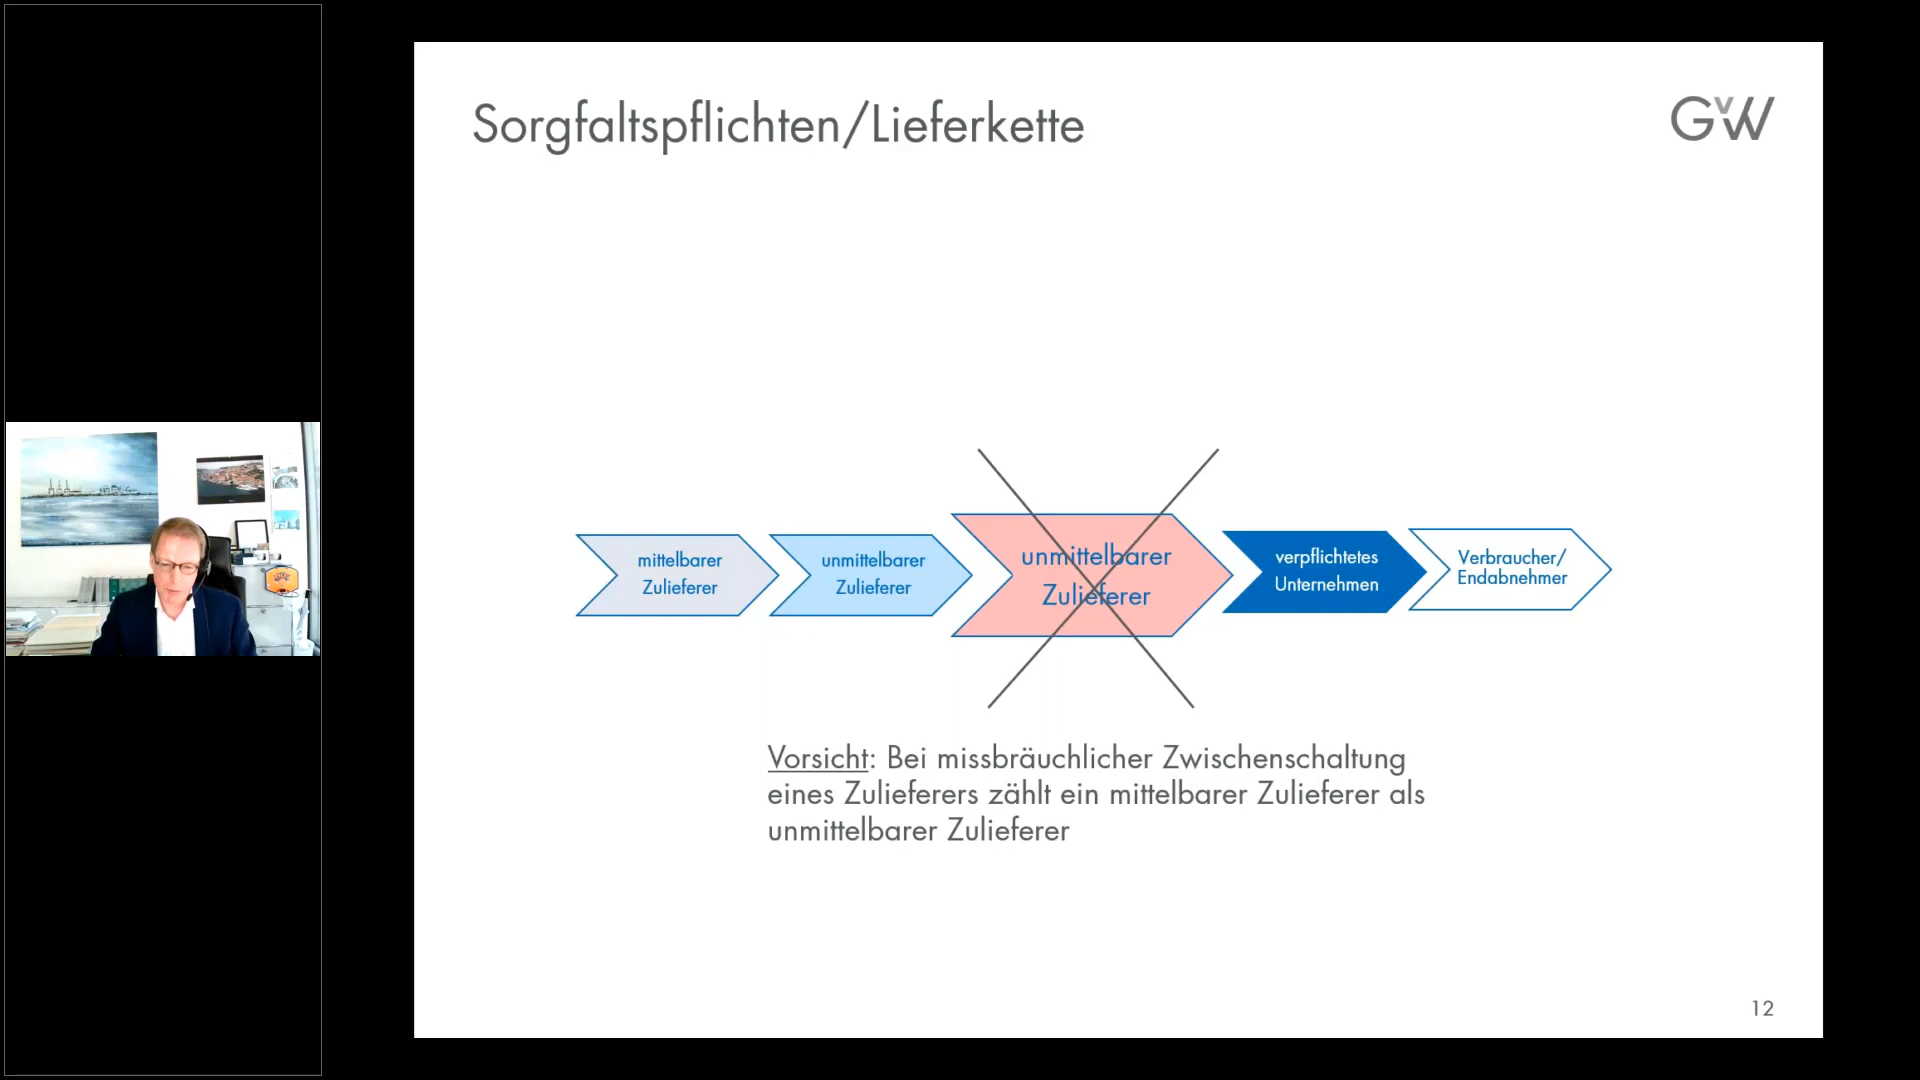 Sorgfaltspflichten/Lieferkette
GvW
mittelbarer
Zulieferer
unmittelbarer
Zulieferer
unmittelbarer
Zulieferer
verpflichtetes
Unternehmen
Verbraucher/
Endabnehmer
Vorsicht: Bei missbräuchlicher Zwischenschaltung
eines Zulieferers zählt ein mittelbarer Zulieferer als
unmittelbarer Zulieferer
12